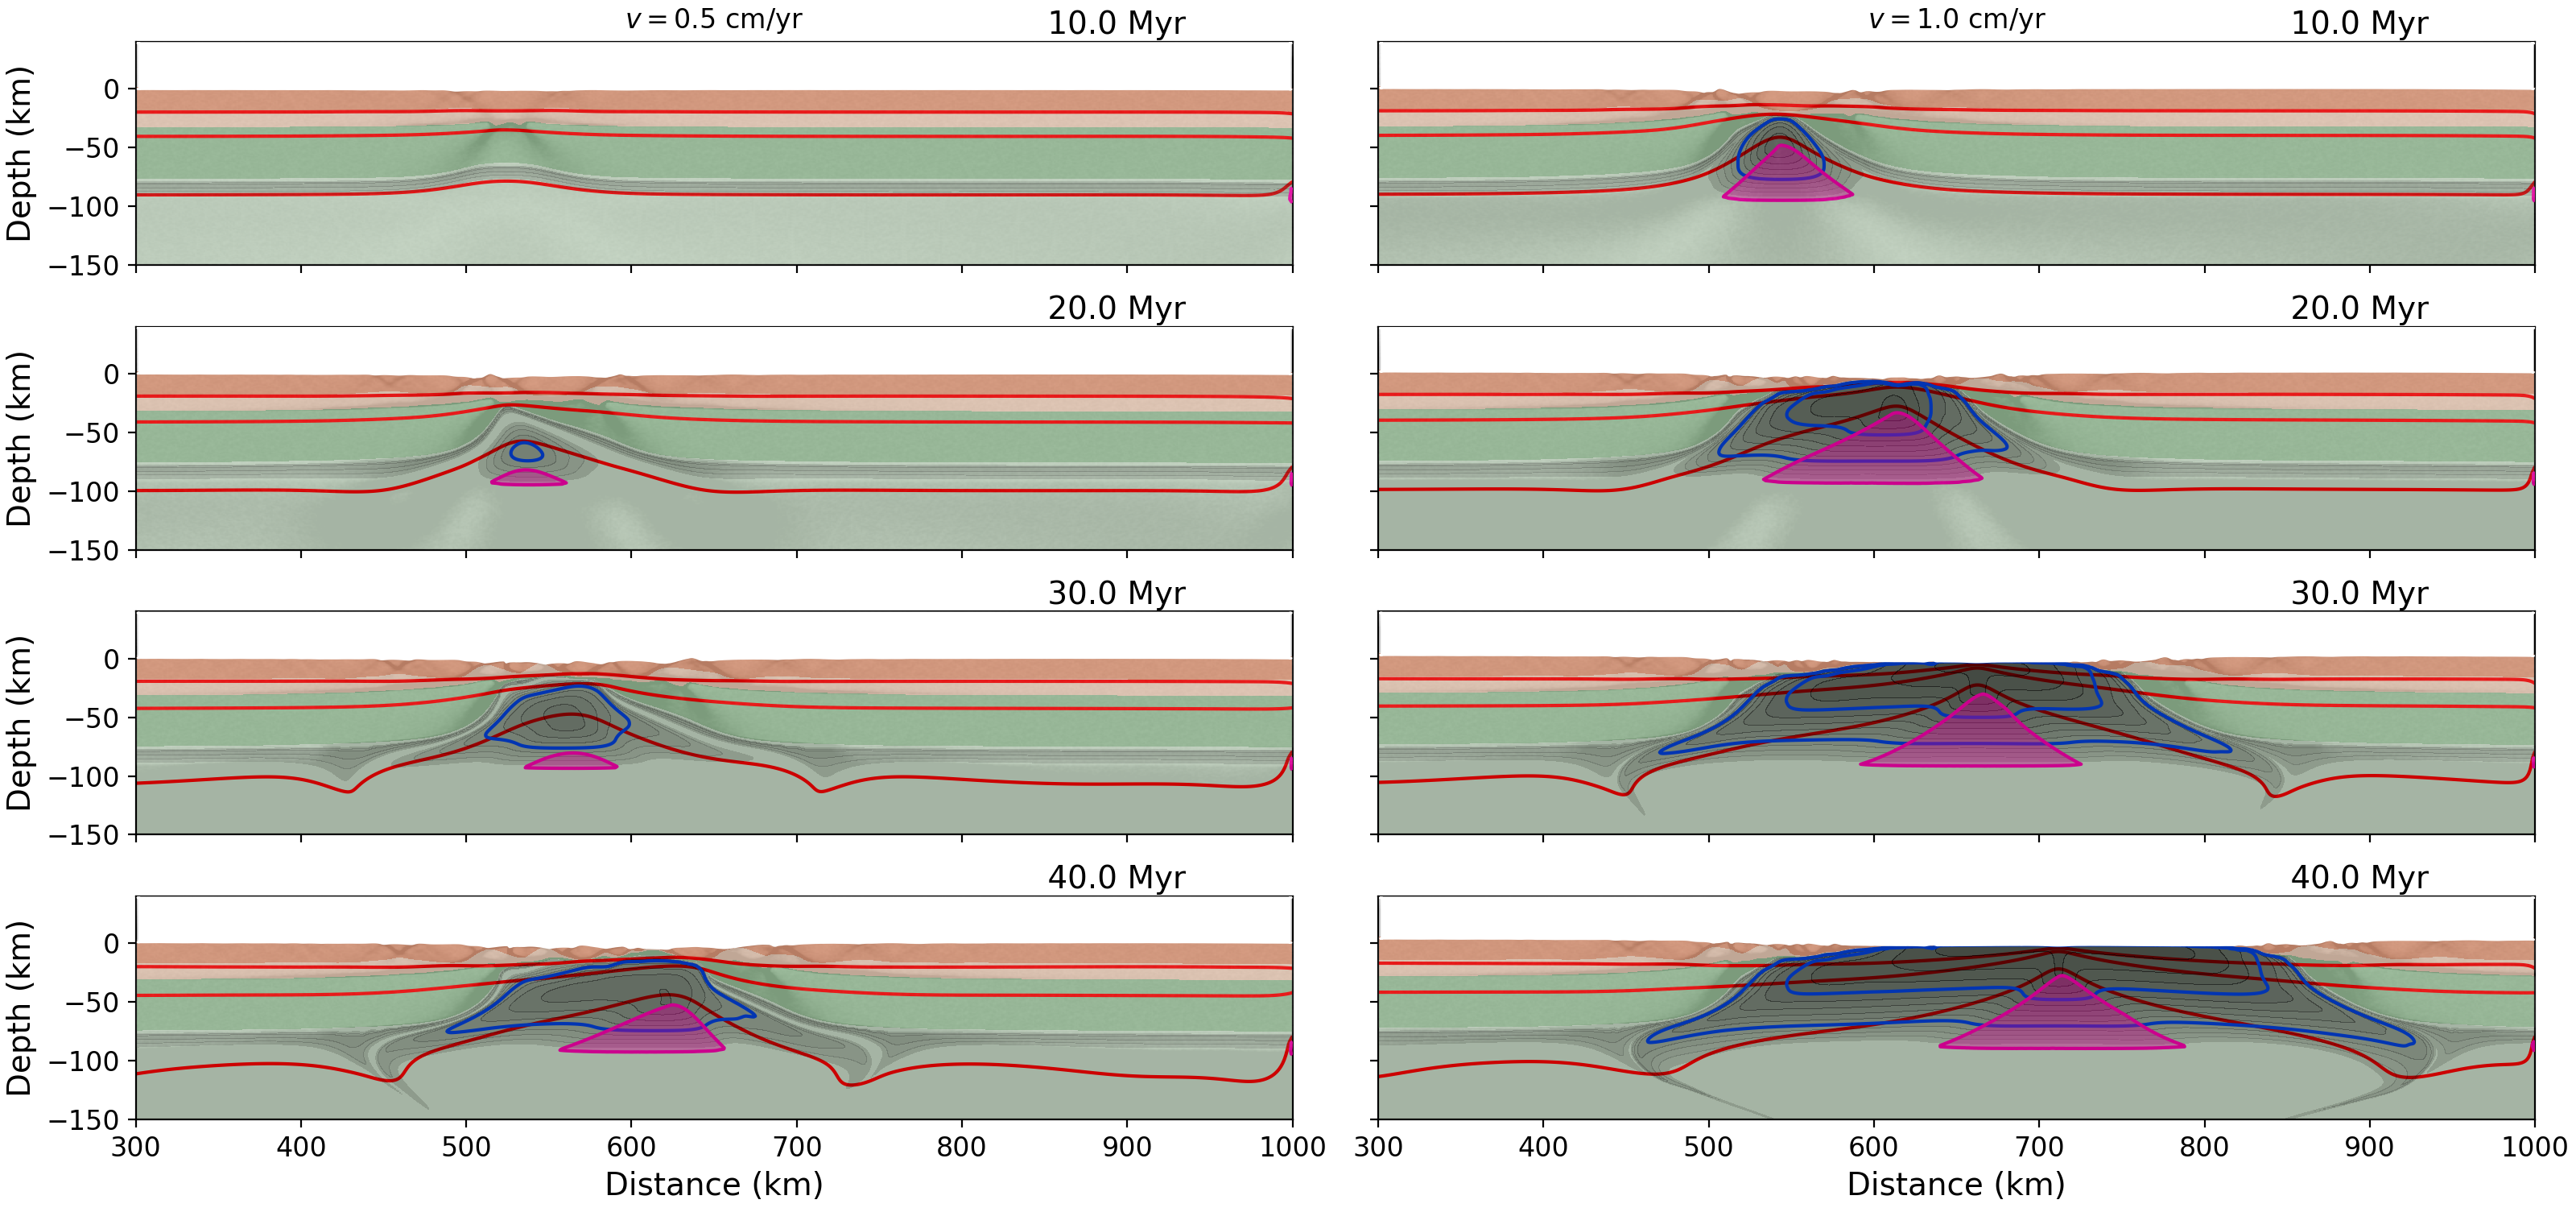 v = 0.5 cm/yr 10.0 Myr v = 1.0 cm/yr 10.0 Myr
Depth (km)
0
−50
−100
−150
20.0 Myr 20.0 Myr
Depth (km)
0
−50
−100
−150
30.0 Myr 30.0 Myr
Depth (km)
0
−50
−100
−150
40.0 Myr 40.0 Myr
Depth (km)
0
−50
−100
−150
300 400 500 600 700 800 900 1000 300 400 500 600 700 800 900 1000
Distance (km) Distance (km)